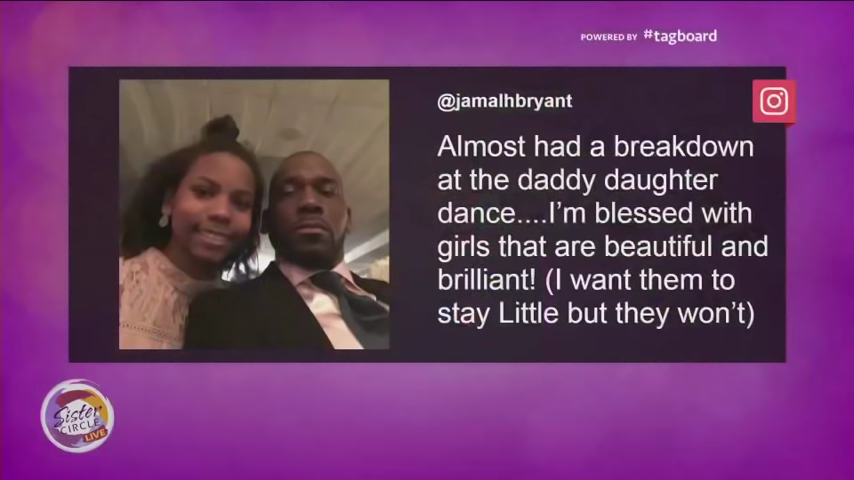 POWERED BY #tagboard
@jamalhbryant
Almost had a breakdown
at the daddy daughter
dance....I'm blessed with
girls that are beautiful and
brilliant! (I want them to
stay Little but they won't)
Sister
CIRCLE
LIVE